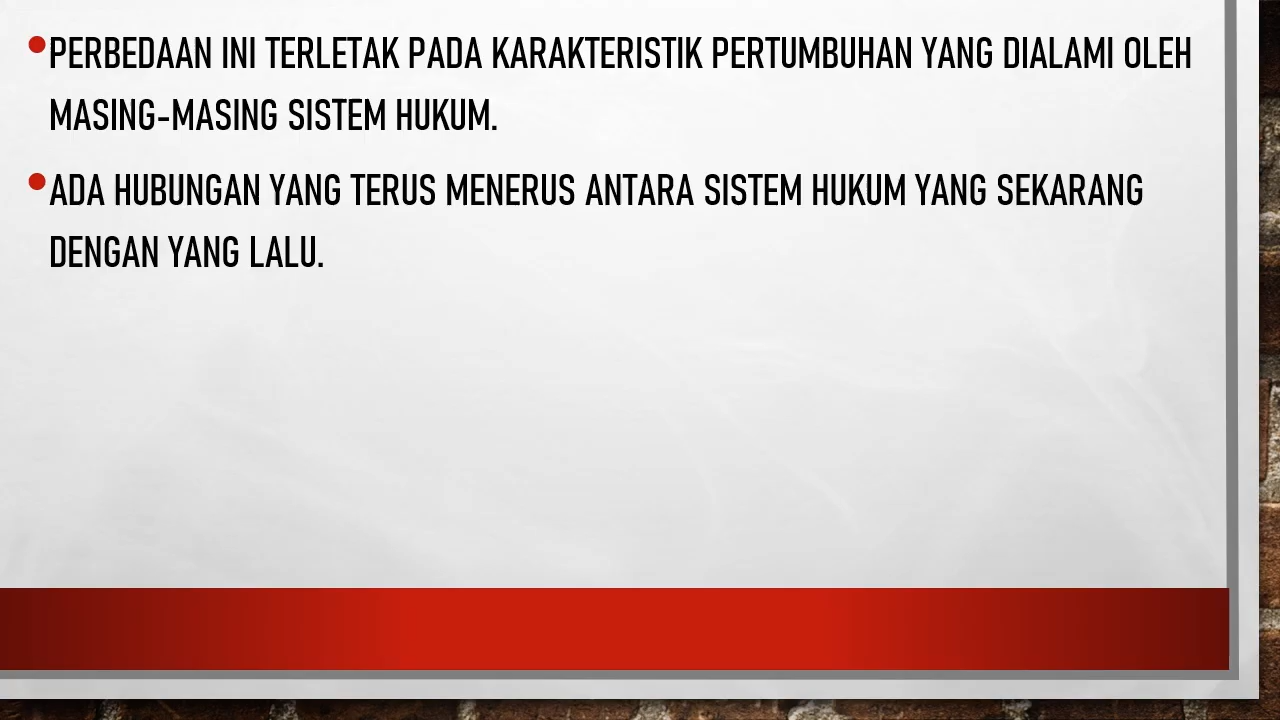 •PERBEDAAN INI TERLETAK PADA KARAKTERISTIK PERTUMBUHAN YANG DIALAMI OLEH
MASING-MASING SISTEM HUKUM.
•ADA HUBUNGAN YANG TERUS MENERUS ANTARA SISTEM HUKUM YANG SEKARANG
DENGAN YANG LALU.